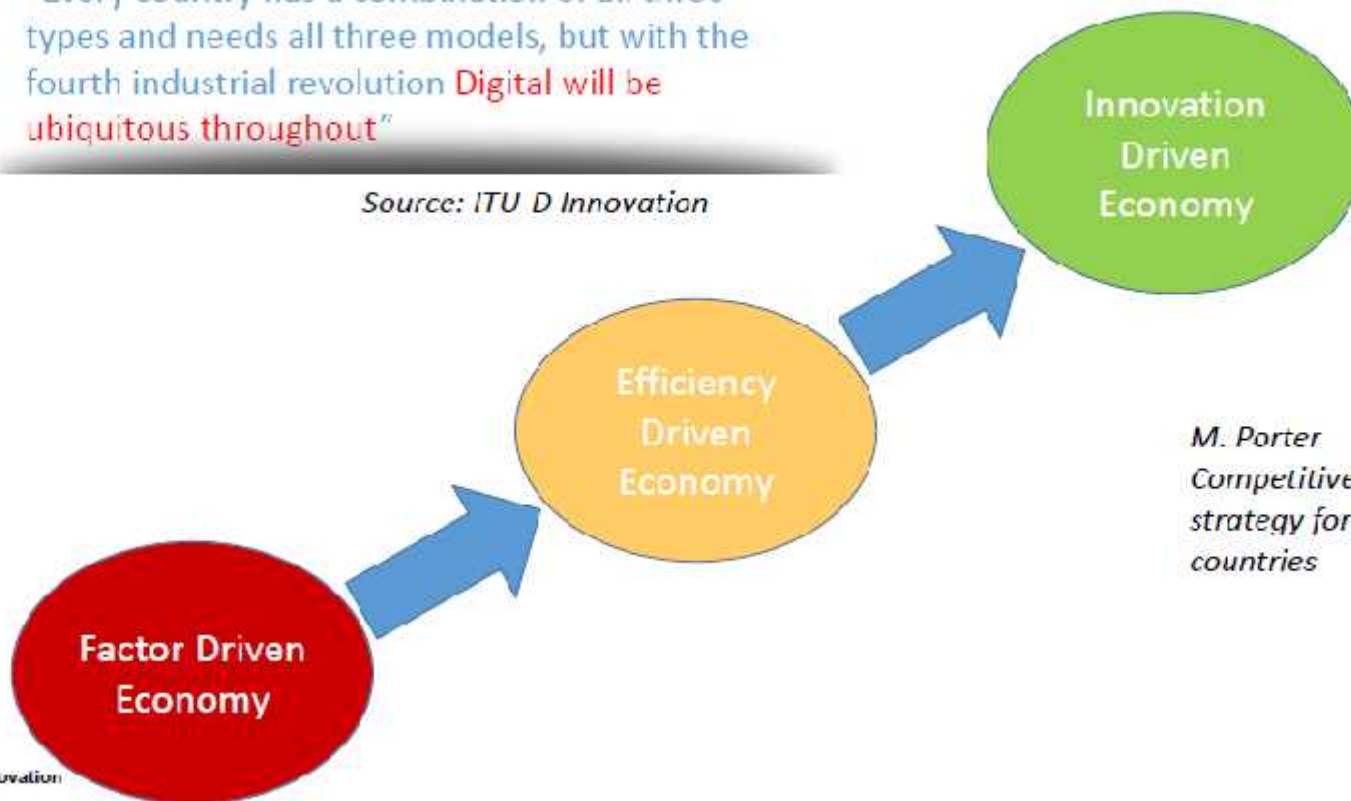 types and needs all three models, but with the
fourth industrial revolution Digital will be
ubiquitous throughout"
Source: ITU D Innovation
Innovation
Driven
Economy
Efficiency
Driven
Economy
M. Porter
Competitive
strategy for
countries
Factor Driven
Economy
ovation